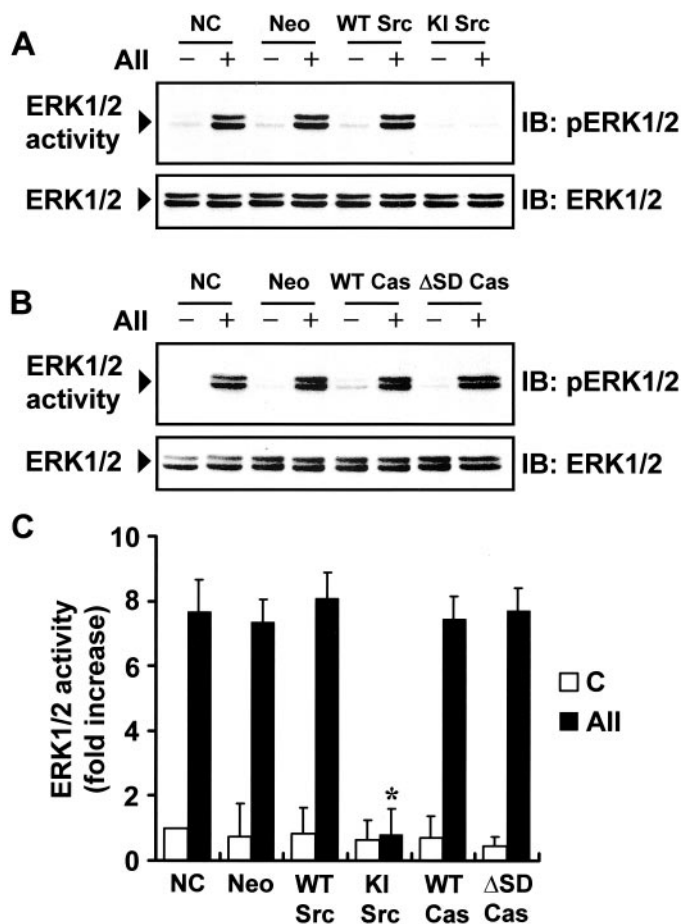 A
NC Neo WT Src KI Src
AII − + − + − + − +
ERK1/2
activity
IB: pERK1/2
ERK1/2
IB: ERK1/2
B
NC Neo WT Cas ΔSD Cas
AII − + − + − + − +
ERK1/2
activity
IB: pERK1/2
ERK1/2
IB: ERK1/2
C
ERK1/2 activity
(fold increase)
10
8
6
4
2
0
*
C
AII
NC Neo WT KI WT ΔSD
Src Src Cas Cas